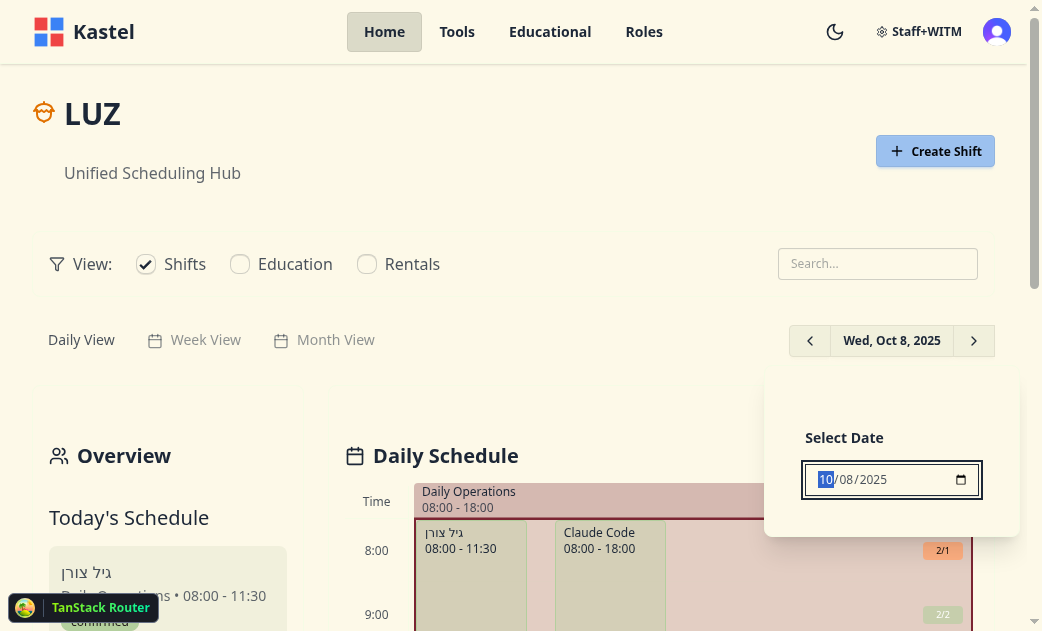 Kastel
Home
Tools
Educational
Roles
Staff+WITM
LUZ
Unified Scheduling Hub
Create Shift
View:
Shifts
Education
Rentals
Search...
Daily View
Week View
Month View
Wed, Oct 8, 2025
Select Date
10/08/2025
Overview
Today's Schedule
גיל צורן
• 08:00 - 11:30
Daily Schedule
Time
Daily Operations
08:00 - 18:00
גיל צורן
08:00 - 11:30
Claude Code
08:00 - 18:00
8:00
2/1
9:00
2/2
TanStack Router